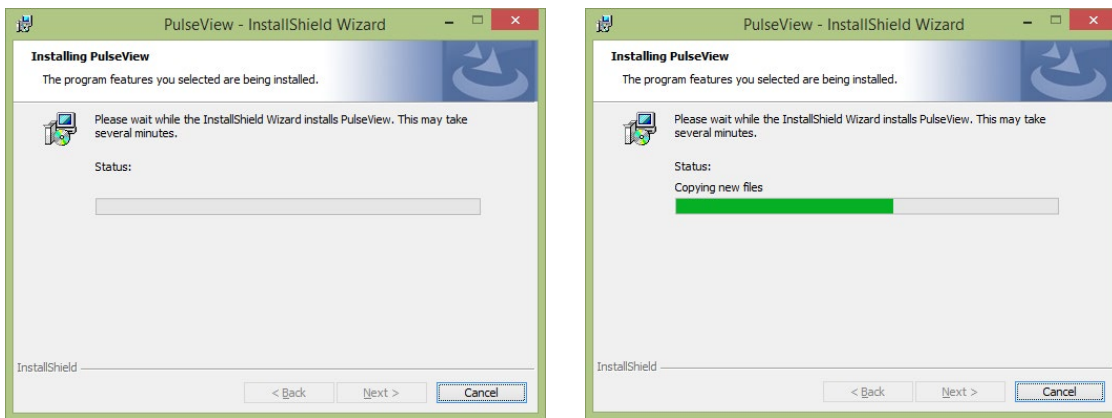 PulseView - InstallShield Wizard
Installing PulseView
The program features you selected are being installed.
Please wait while the InstallShield Wizard installs PulseView. This may take
several minutes.
Status:
InstallShield
< Back
Next >
Cancel
PulseView - InstallShield Wizard
Installing PulseView
The program features you selected are being installed.
Please wait while the InstallShield Wizard installs PulseView. This may take
several minutes.
Status:
Copying new files
InstallShield
< Back
Next >
Cancel